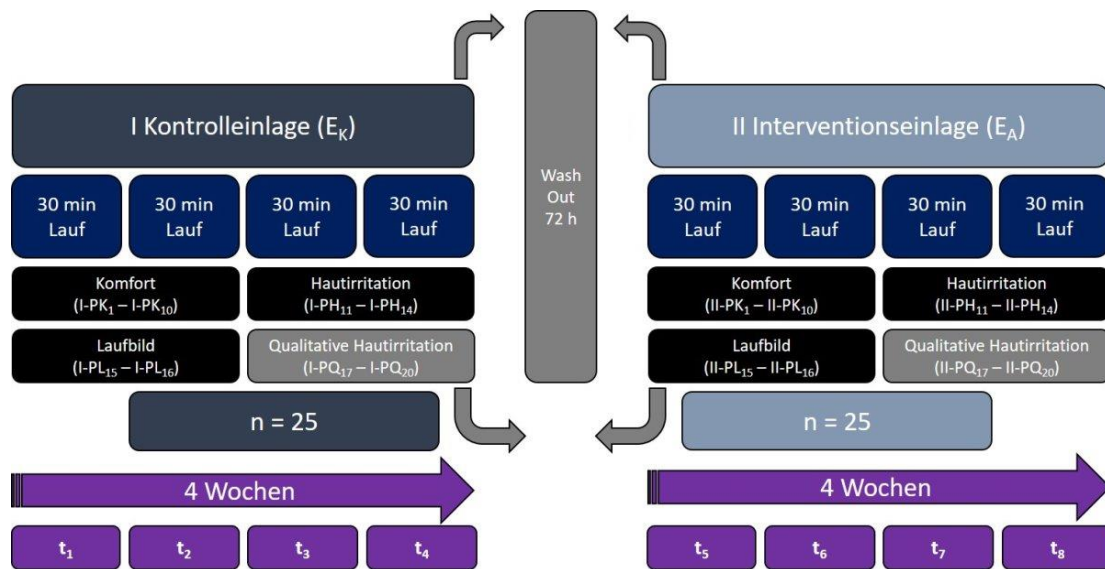 I Kontrolleinlage (E_K)
30 min
Lauf
30 min
Lauf
30 min
Lauf
30 min
Lauf
Komfort
(I-PK₁ – I-PK₁₀)
Hautirritation
(I-PH₁₁ – I-PH₁₄)
Laufbild
(I-PL₁₅ – I-PL₁₆)
Qualitative Hautirritation
(I-PQ₁₇ – I-PQ₂₀)
n = 25
4 Wochen
t₁
t₂
t₃
t₄
Wash
Out
72 h
II Interventionseinlage (E_A)
30 min
Lauf
30 min
Lauf
30 min
Lauf
30 min
Lauf
Komfort
(II-PK₁ – II-PK₁₀)
Hautirritation
(II-PH₁₁ – II-PH₁₄)
Laufbild
(II-PL₁₅ – II-PL₁₆)
Qualitative Hautirritation
(II-PQ₁₇ – II-PQ₂₀)
n = 25
4 Wochen
t₅
t₆
t₇
t₈